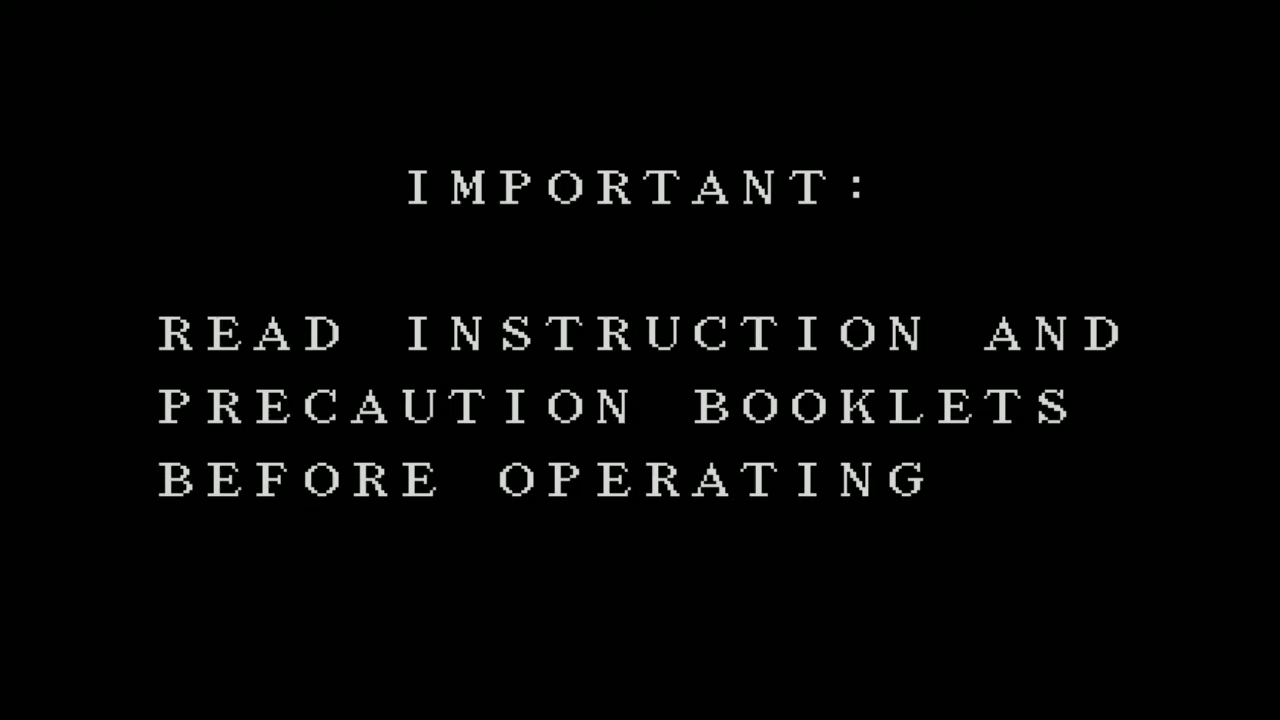 IMPORTANT:
READ INSTRUCTION AND
PRECAUTION BOOKLETS
BEFORE OPERATING